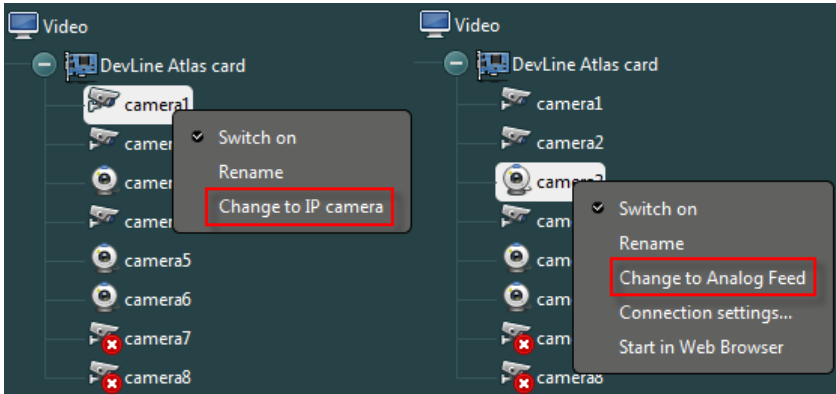 Video
DevLine Atlas card
camera1
Switch on
Rename
Change to IP camera
camera5
camera6
camera7
camera8
Video
DevLine Atlas card
camera1
camera2
Switch on
Rename
Change to Analog Feed
Connection settings...
Start in Web Browser
camera8